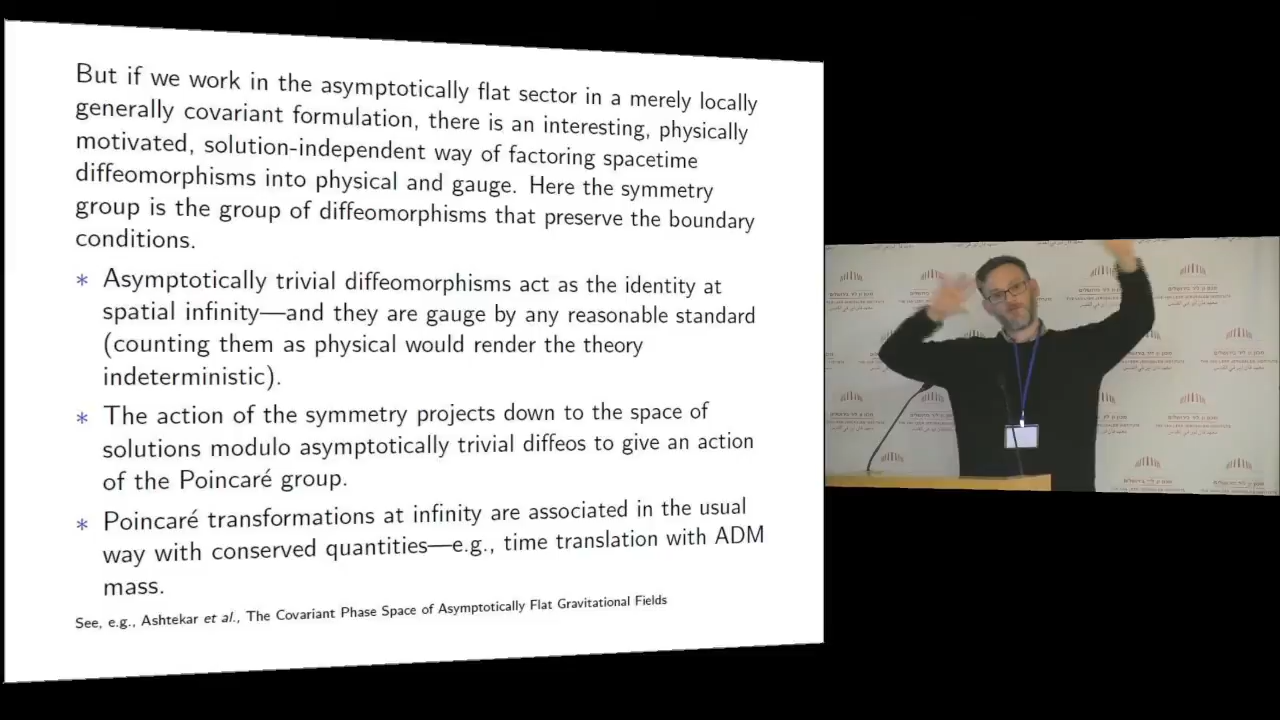 But if we work in the asymptotically flat sector in a merely locally
generally covariant formulation, there is an interesting, physically
motivated, solution-independent way of factoring spacetime
diffeomorphisms into physical and gauge. Here the symmetry
group is the group of diffeomorphisms that preserve the boundary
conditions.
* Asymptotically trivial diffeomorphisms act as the identity at
spatial infinity—and they are gauge by any reasonable standard
(counting them as physical would render the theory
indeterministic).
* The action of the symmetry projects down to the space of
solutions modulo asymptotically trivial diffeos to give an action
of the Poincaré group.
* Poincaré transformations at infinity are associated in the usual
way with conserved quantities—e.g., time translation with ADM
mass.
See, e.g., Ashtekar et al., The Covariant Phase Space of Asymptotically Flat Gravitational Fields